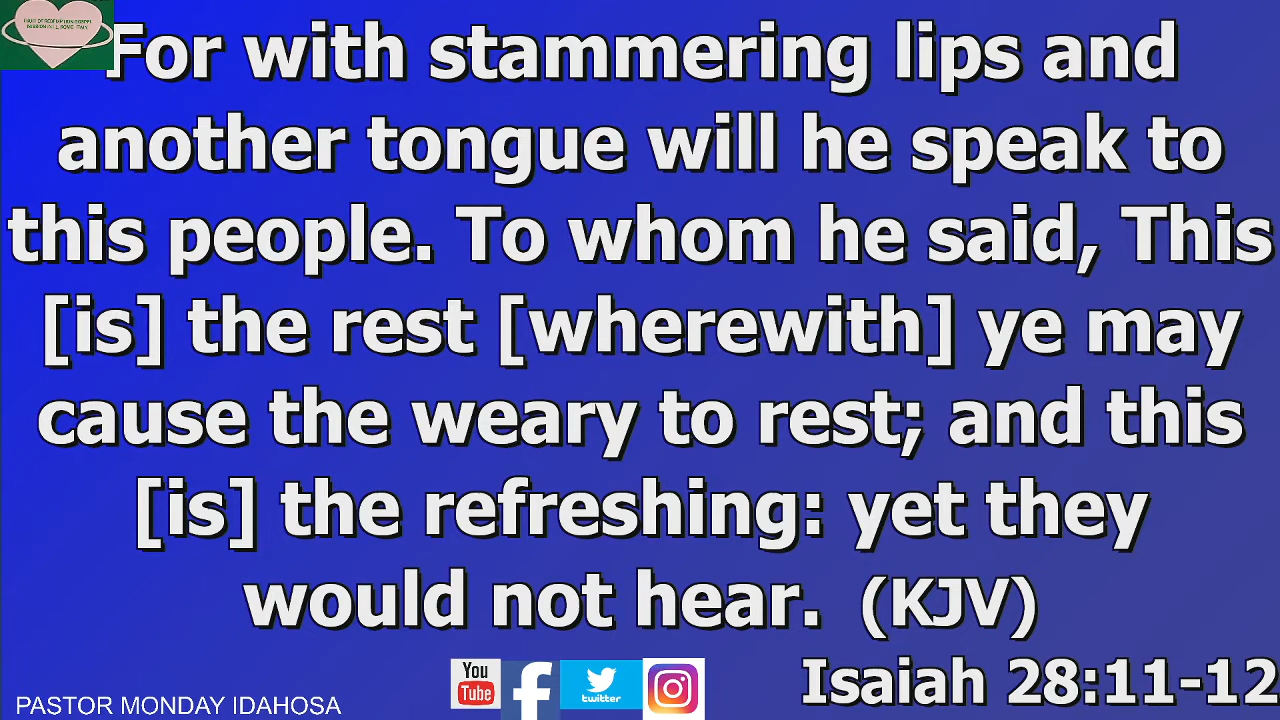 For with stammering lips and
another tongue will he speak to
this people. To whom he said, This
[is] the rest [wherewith] ye may
cause the weary to rest; and this
[is] the refreshing: yet they
would not hear. (KJV)
Isaiah 28:11-12
You
Tube
twitter
PASTOR MONDAY IDAHOSA